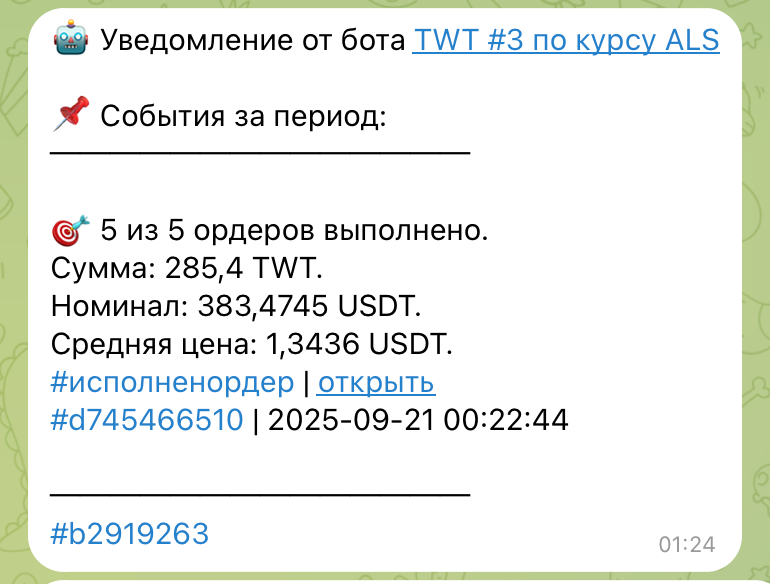 Уведомление от бота TWT #3 по курсу ALS
События за период:
5 из 5 ордеров выполнено.
Сумма: 285,4 TWT.
Номинал: 383,4745 USDT.
Средняя цена: 1,3436 USDT.
#исполненордер | открыть
#d745466510 | 2025-09-21 00:22:44
#b2919263
01:24